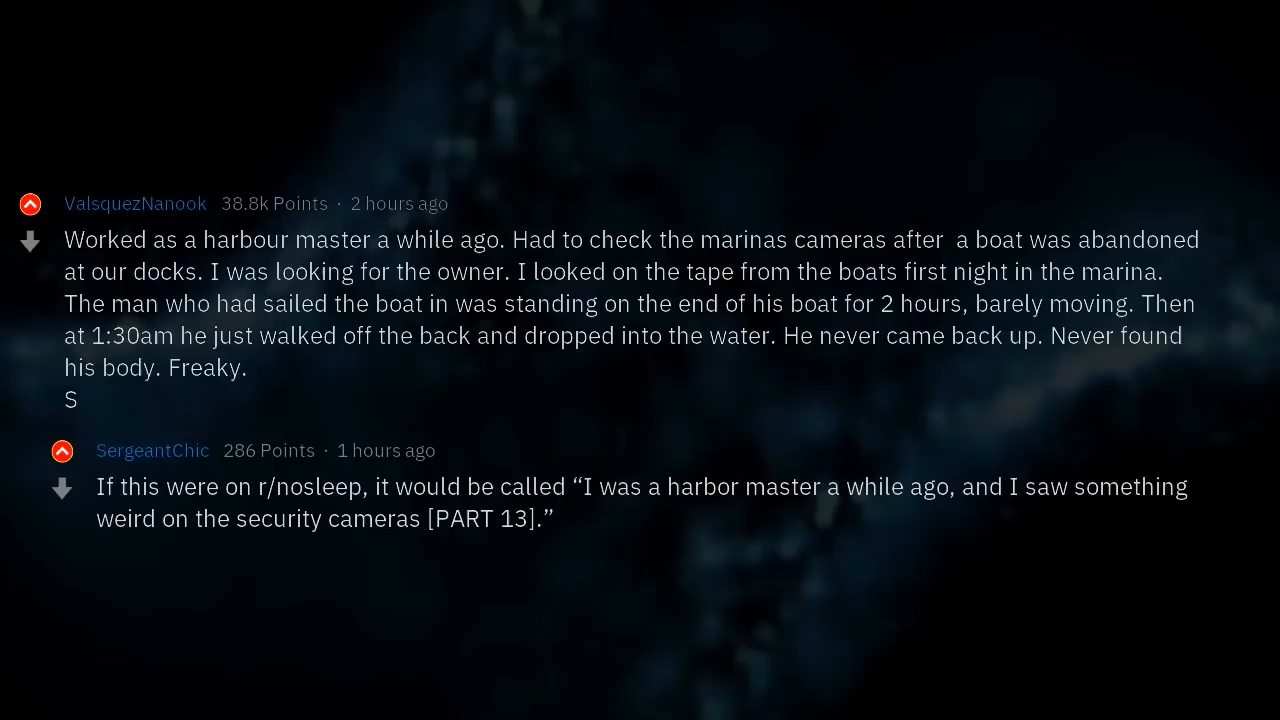 ValsquezNanook 38.8k Points · 2 hours ago
Worked as a harbour master a while ago. Had to check the marinas cameras after  a boat was abandoned
at our docks. I was looking for the owner. I looked on the tape from the boats first night in the marina.
The man who had sailed the boat in was standing on the end of his boat for 2 hours, barely moving. Then
at 1:30am he just walked off the back and dropped into the water. He never came back up. Never found
his body. Freaky.
S
SergeantChic 286 Points · 1 hours ago
If this were on r/nosleep, it would be called “I was a harbor master a while ago, and I saw something
weird on the security cameras [PART 13].”